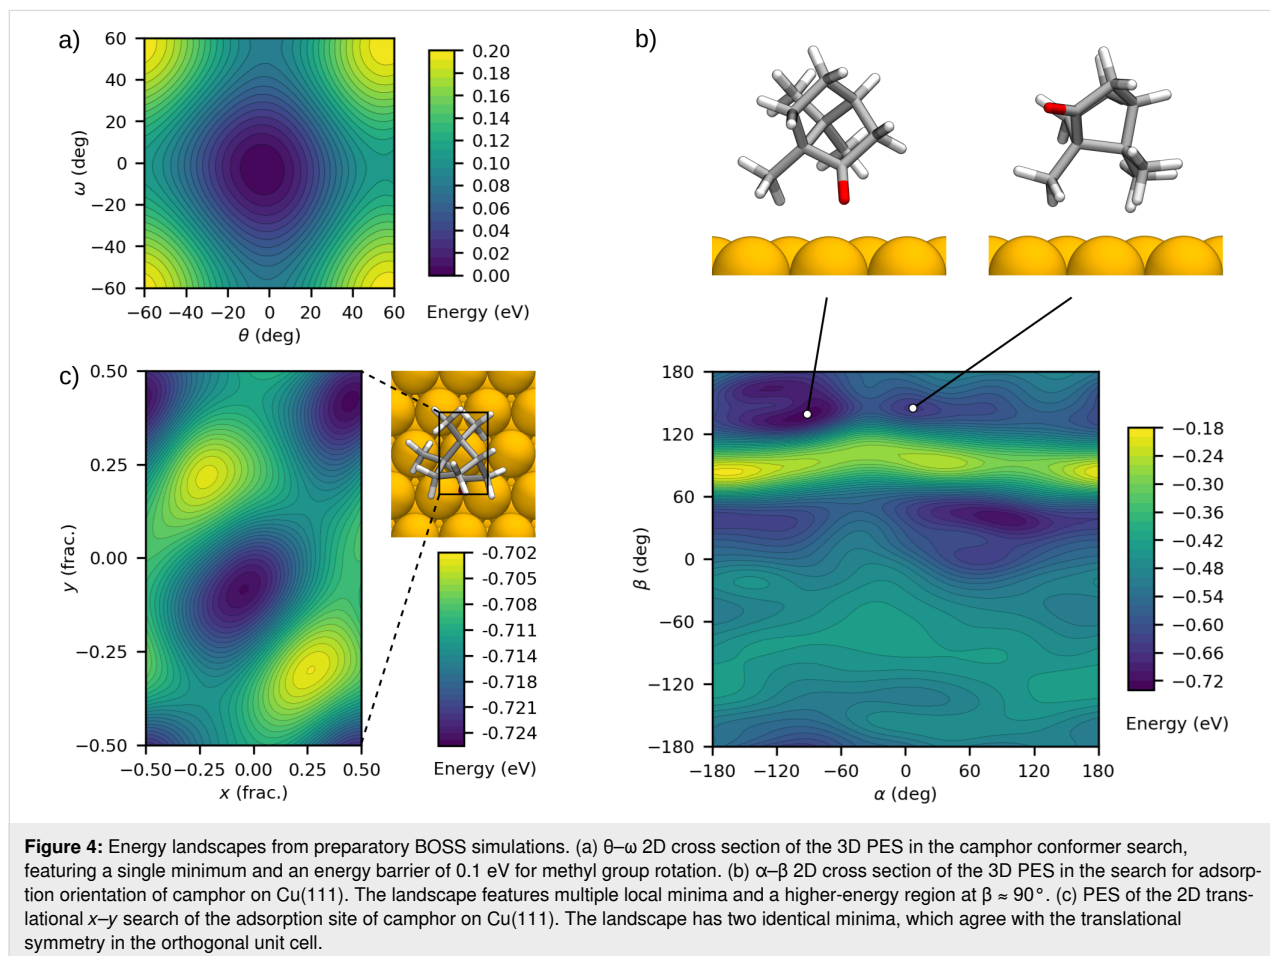 a)
60
40
20
0
−20
−40
−60
ω (deg)
−60 −40 −20 0 20 40 60
θ (deg)
0.20
0.18
0.16
0.14
0.12
0.10
0.08
0.06
0.04
0.02
0.00
Energy (eV)
b)
180
120
60
0
−60
−120
−180
β (deg)
−180 −120 −60 0 60 120 180
α (deg)
−0.18
−0.24
−0.30
−0.36
−0.42
−0.48
−0.54
−0.60
−0.66
−0.72
Energy (eV)
c)
0.50
0.25
0.00
−0.25
−0.50
y (frac.)
−0.50 −0.25 0.00 0.25 0.50
x (frac.)
-0.702
-0.705
-0.708
-0.711
-0.714
-0.718
-0.721
-0.724
Energy (eV)
Figure 4: Energy landscapes from preparatory BOSS simulations. (a) θ–ω 2D cross section of the 3D PES in the camphor conformer search,
featuring a single minimum and an energy barrier of 0.1 eV for methyl group rotation. (b) α–β 2D cross section of the 3D PES in the search for adsorp-
tion orientation of camphor on Cu(111). The landscape features multiple local minima and a higher-energy region at β ≈ 90°. (c) PES of the 2D trans-
lational x–y search of the adsorption site of camphor on Cu(111). The landscape has two identical minima, which agree with the translational
symmetry in the orthogonal unit cell.